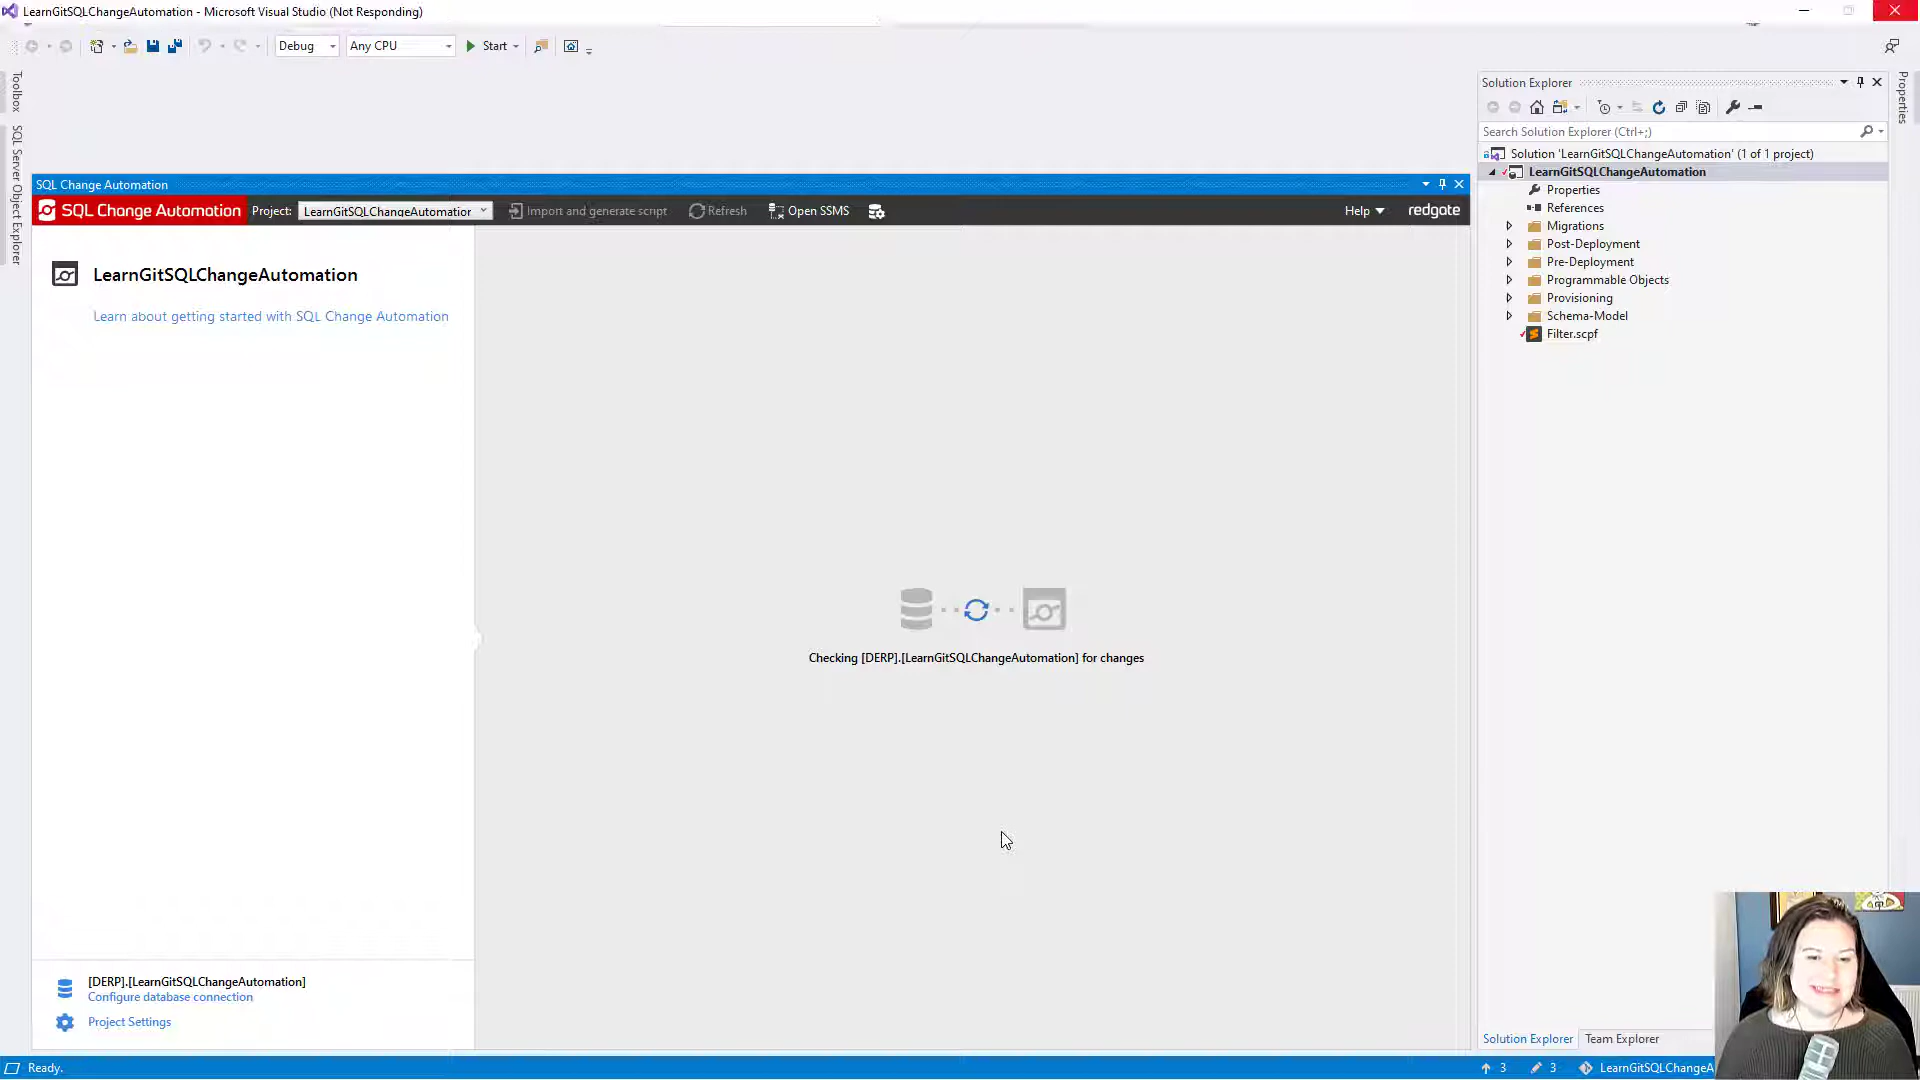 LearnGitSQLChangeAutomation - Microsoft Visual Studio (Not Responding)
Debug
Any CPU
Start
Toolbox
SQL Server Object Explorer
SQL Change Automation
SQL Change Automation
Project:
LearnGitSQLChangeAutomation
Import and generate script
Refresh
Open SSMS
Help
redgate
LearnGitSQLChangeAutomation
Learn about getting started with SQL Change Automation
Checking [DERP].[LearnGitSQLChangeAutomation] for changes
[DERP].[LearnGitSQLChangeAutomation]
Configure database connection
Project Settings
Solution Explorer
Search Solution Explorer (Ctrl+;)
Solution 'LearnGitSQLChangeAutomation' (1 of 1 project)
LearnGitSQLChangeAutomation
Properties
References
Migrations
Post-Deployment
Pre-Deployment
Programmable Objects
Provisioning
Schema-Model
Filter.scpf
Properties
Solution Explorer
Team Explorer
Ready.
3
3
LearnGitSQLChangeA